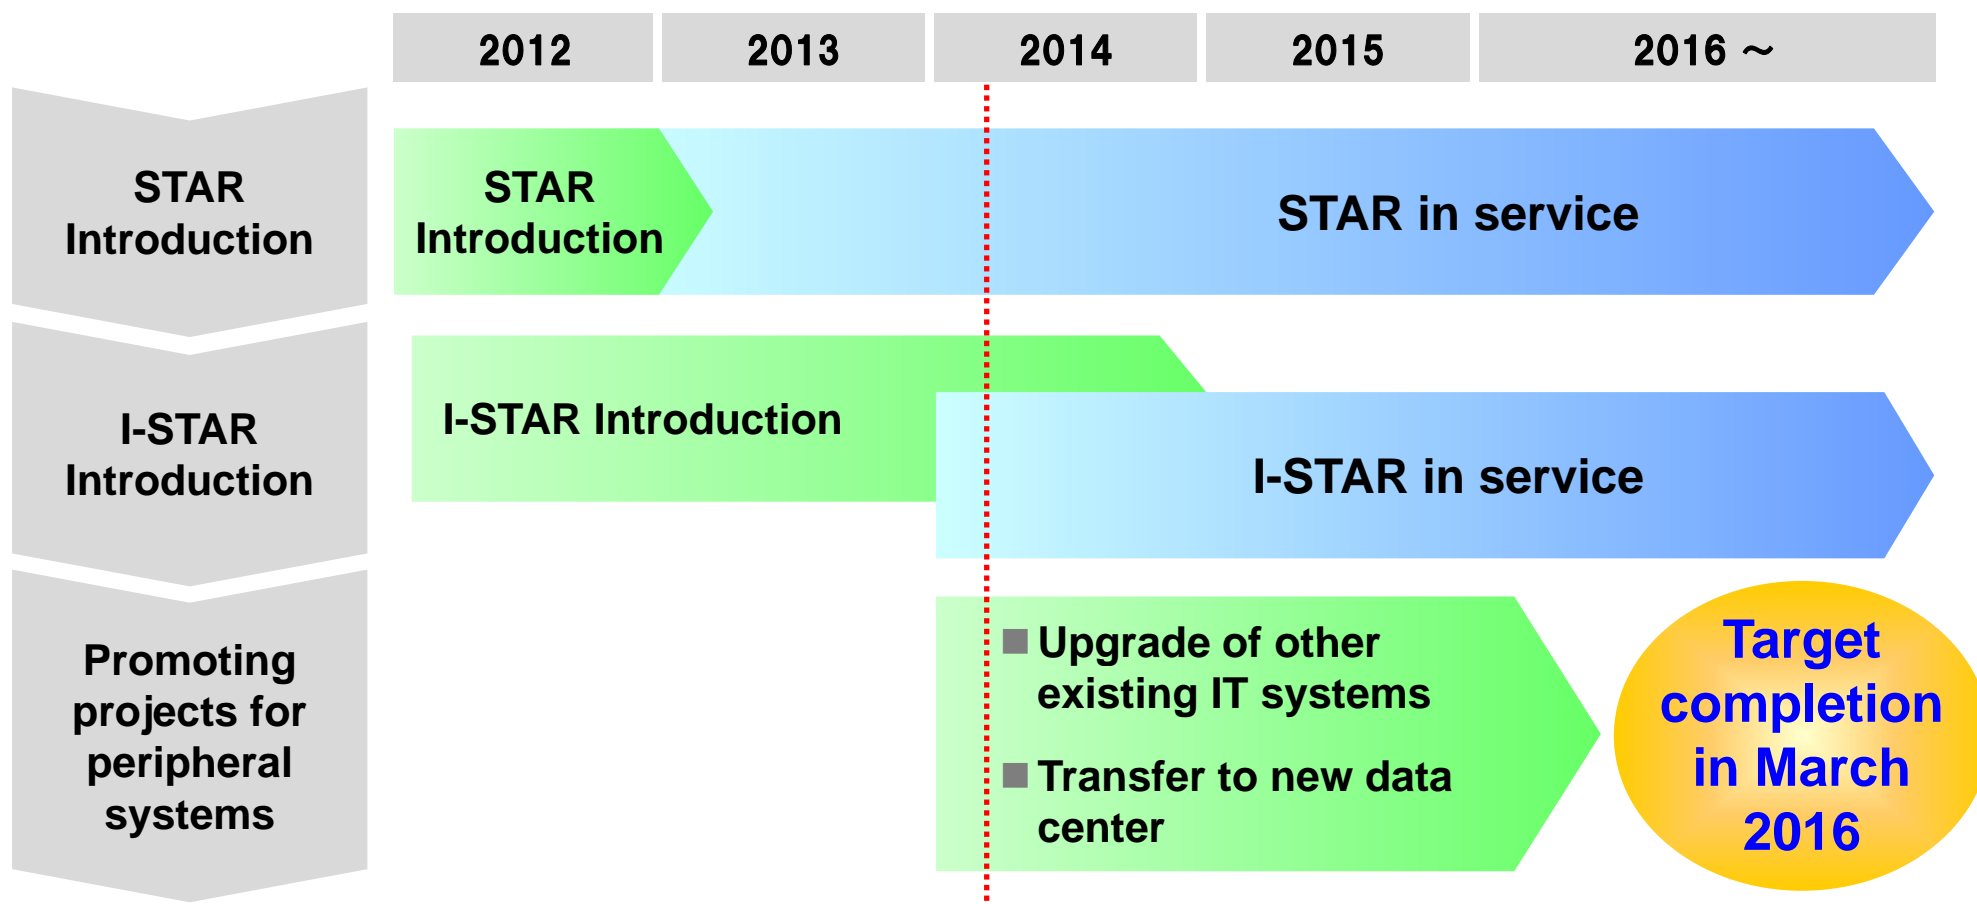 2012 2013 2014 2015 2016 ～
STAR
Introduction
STAR
Introduction
STAR in service
I-STAR
Introduction
I-STAR Introduction
I-STAR in service
Promoting
projects for
peripheral
systems
Upgrade of other
existing IT systems
Transfer to new data
center
Target
completion
in March
2016